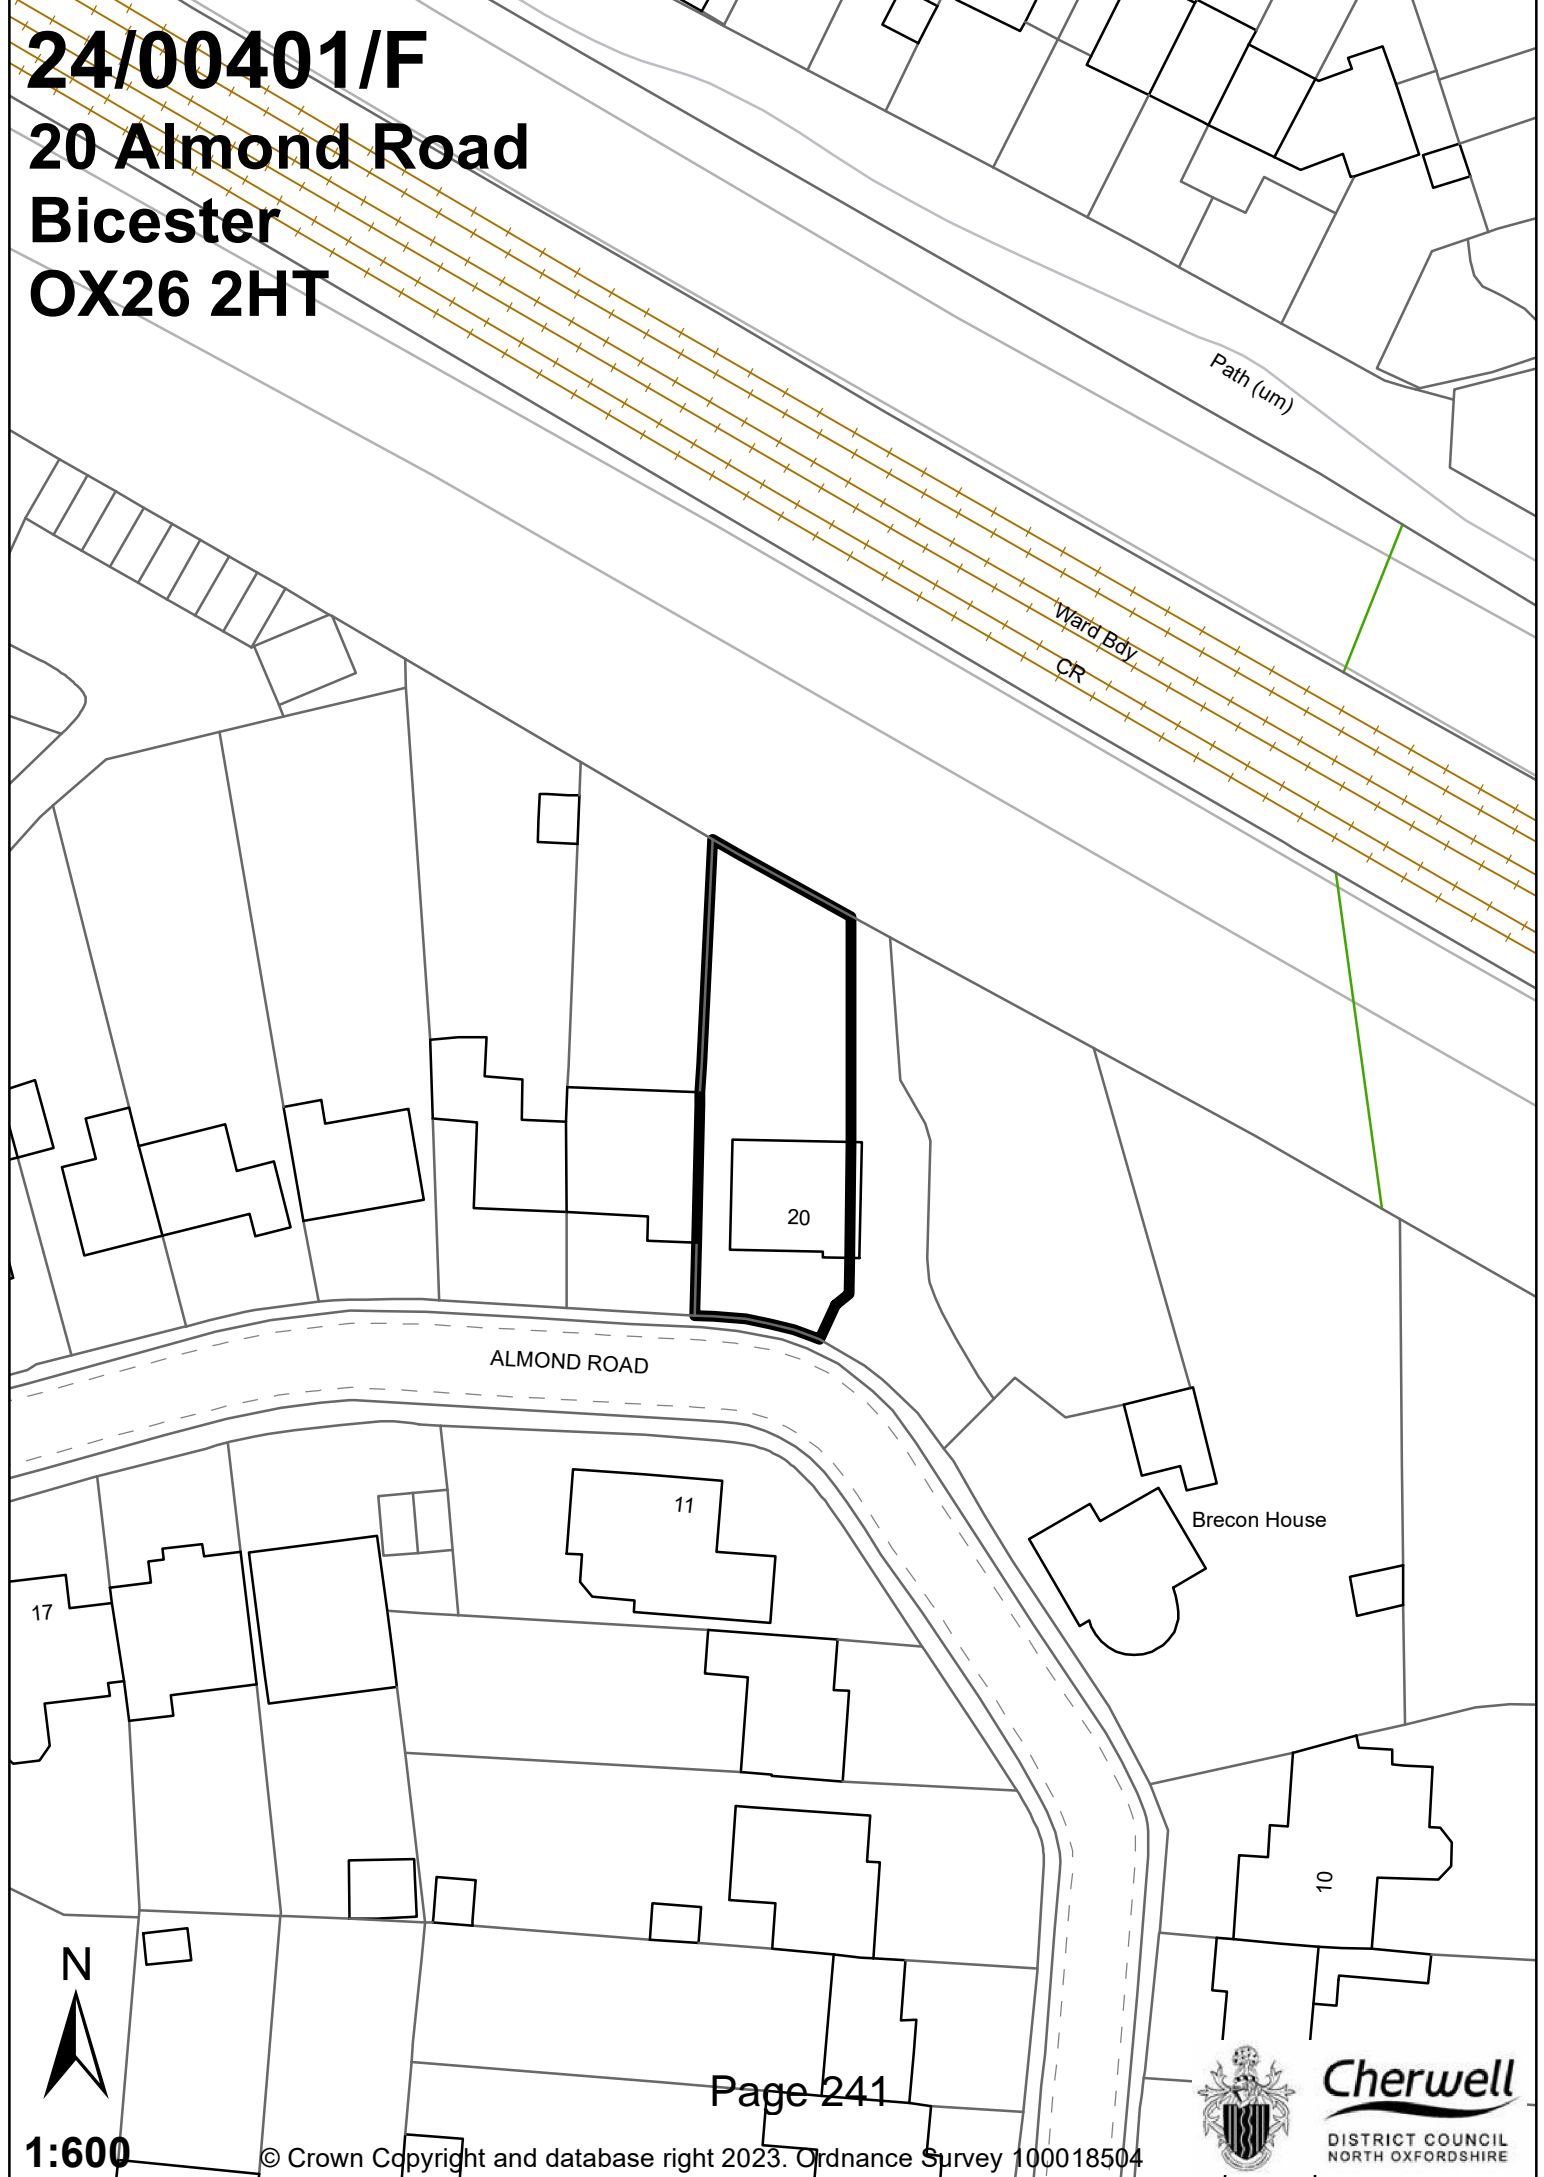 24/00401/F
20 Almond Road
Bicester
OX26 2HT
Path (um)
Ward Bdy
CR
20
ALMOND ROAD
11
Brecon House
17
10
N
Page 241
1:600
© Crown Copyright and database right 2023. Ordnance Survey 100018504
Cherwell
DISTRICT COUNCIL
NORTH OXFORDSHIRE